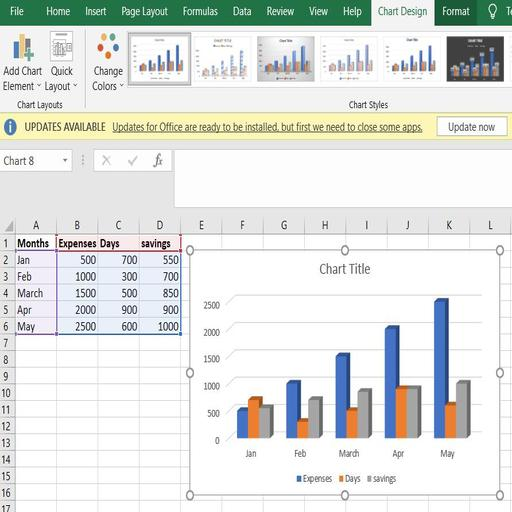 File Home Insert Page Layout Formulas Data Review View Help Chart Design Format
Add Chart Element
Quick Layout
Change Colors
Chart Layouts
Chart Styles
UPDATES AVAILABLE Updates for Office are ready to be installed, but first we need to close some apps. Update now
Chart 8 fx
A B C D E F G H I J K L
1 Months Expenses Days savings
2 Jan 500 700 550
3 Feb 1000 300 700
4 March 1500 500 850
5 Apr 2000 900 900
6 May 2500 600 1000
7
8
9
10
11
12
13
14
15
16
17
Chart Title
2500
2000
1500
1000
500
0
Jan Feb March Apr May
Expenses Days savings